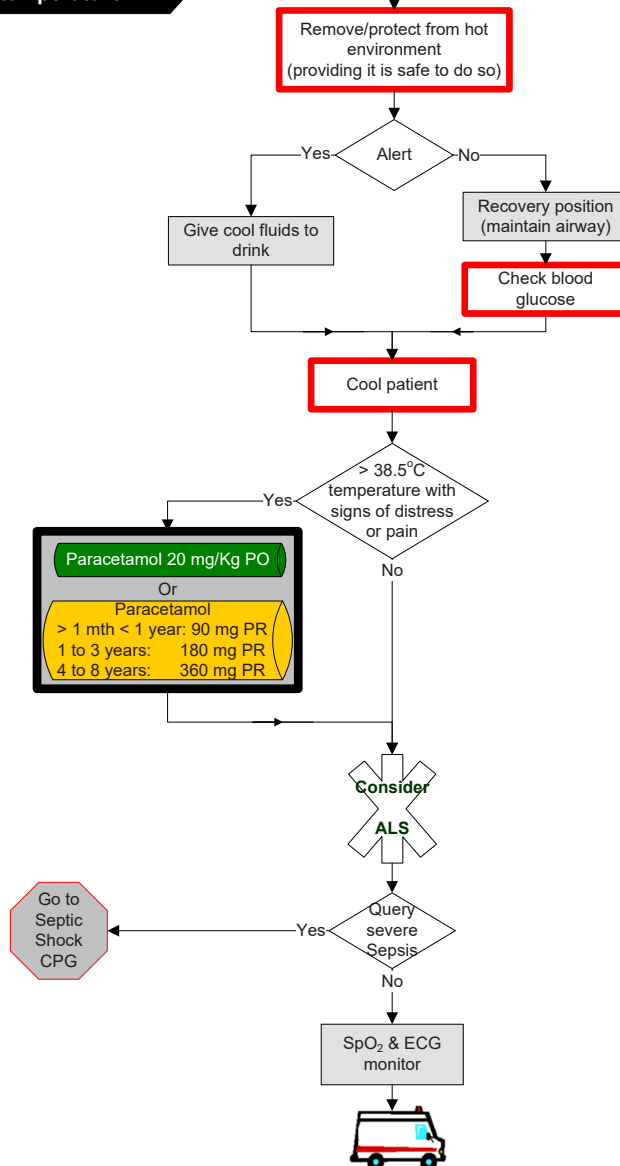 Remove/protect from hot
environment
(providing it is safe to do so)
Yes
Alert
No
Give cool fluids to
drink
Recovery position
(maintain airway)
Check blood
glucose
Cool patient
> 38.5°C
temperature with
signs of distress
or pain
Yes
No
Paracetamol 20 mg/Kg PO
Or
Paracetamol
> 1 mth < 1 year: 90 mg PR
1 to 3 years: 180 mg PR
4 to 8 years: 360 mg PR
Consider
ALS
Go to
Septic
Shock
CPG
Yes
Query
severe
Sepsis
No
SpO₂ & ECG
monitor